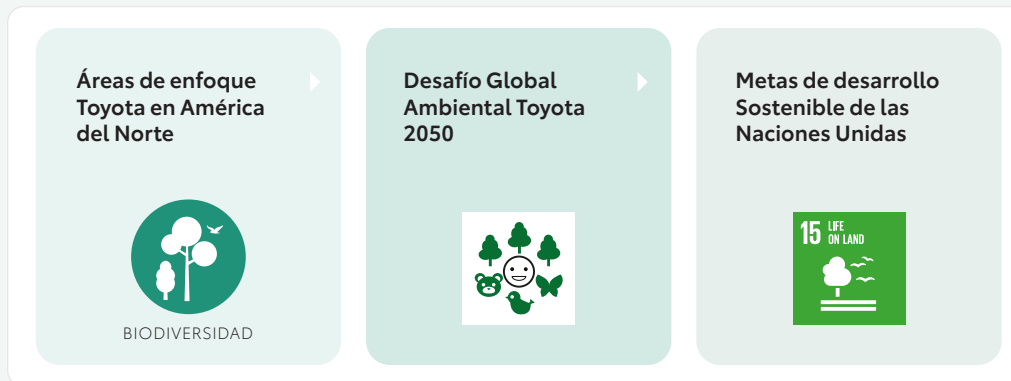 Áreas de enfoque
Toyota en América
del Norte
BIODIVERSIDAD
Desafío Global
Ambiental Toyota
2050
Metas de desarrollo
Sostenible de las
Naciones Unidas
15 LIFE
ON LAND